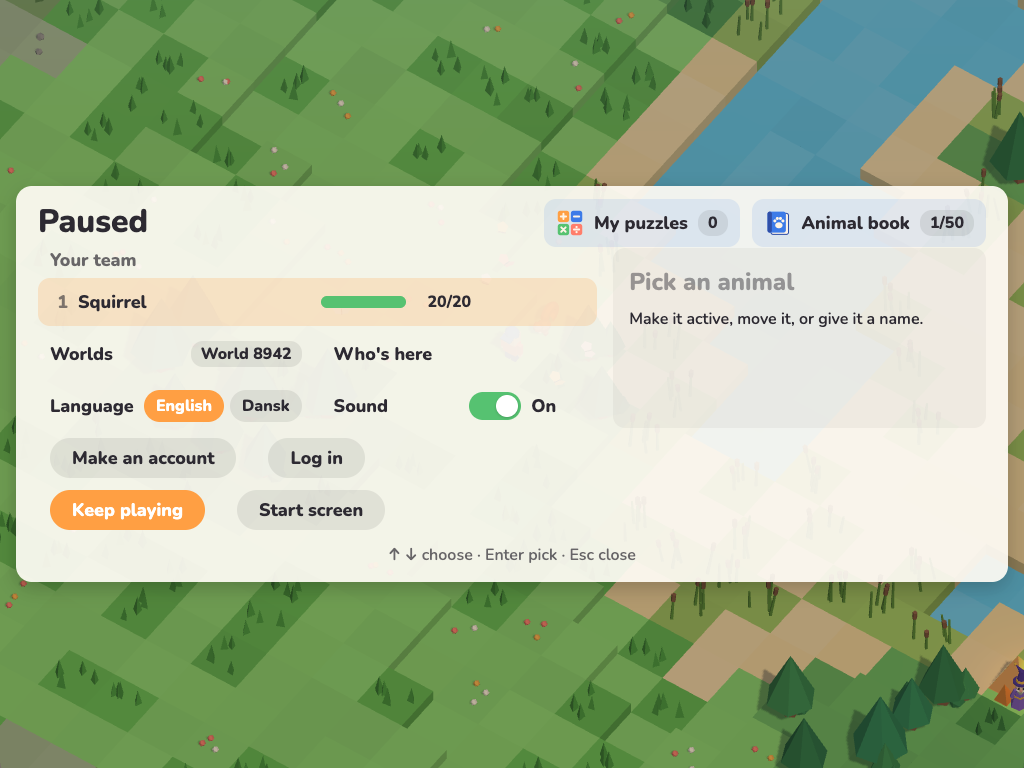 Paused
My puzzles 0
Animal book 1/50
Your team
1 Squirrel 20/20
Pick an animal
Make it active, move it, or give it a name.
Worlds World 8942 Who's here
Language English Dansk Sound On
Make an account Log in
Keep playing Start screen
↑ ↓ choose · Enter pick · Esc close